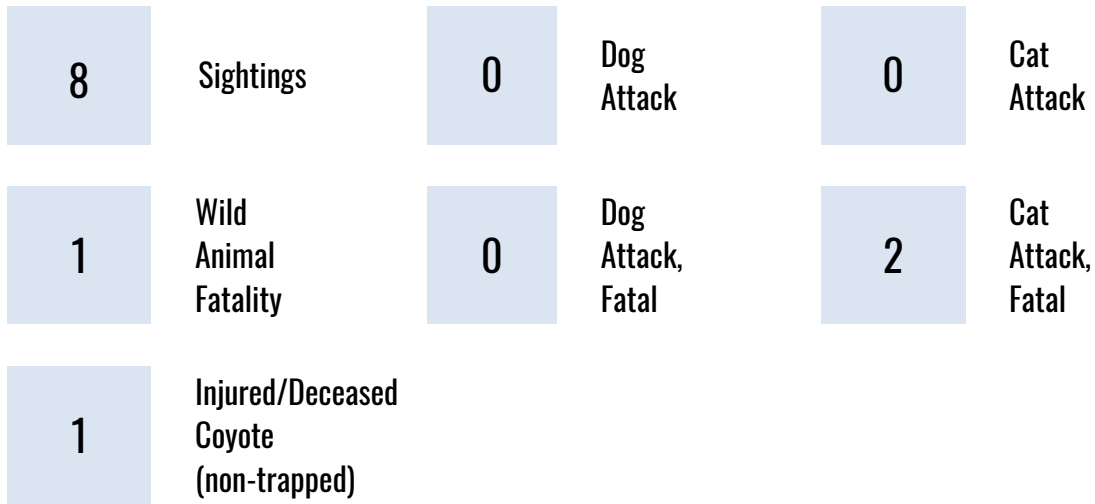 8
Sightings
0
Dog
Attack
0
Cat
Attack
1
Wild
Animal
Fatality
0
Dog
Attack,
Fatal
2
Cat
Attack,
Fatal
1
Injured/Deceased
Coyote
(non-trapped)